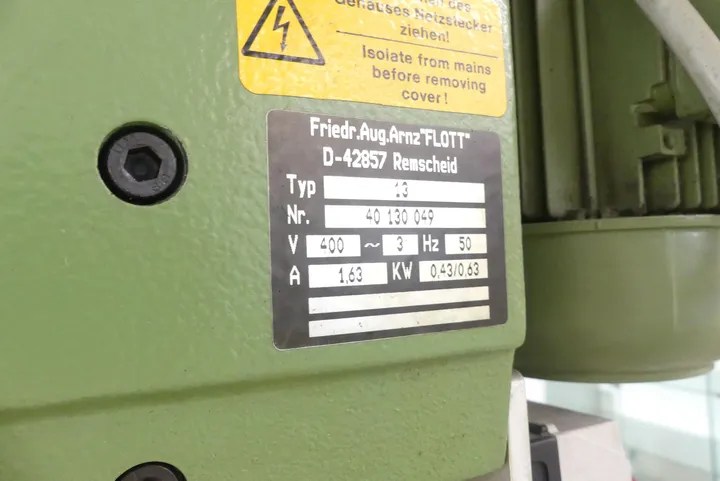 Gehäuses Netzstecker
ziehen!
Isolate from mains
before removing
cover!
Friedr.Aug.Arnz"FLOTT"
D-42857 Remscheid
Typ 13
Nr. 40 130 049
V 400 ~ 3 Hz 50
A 1,63 KW 0,43/0,63